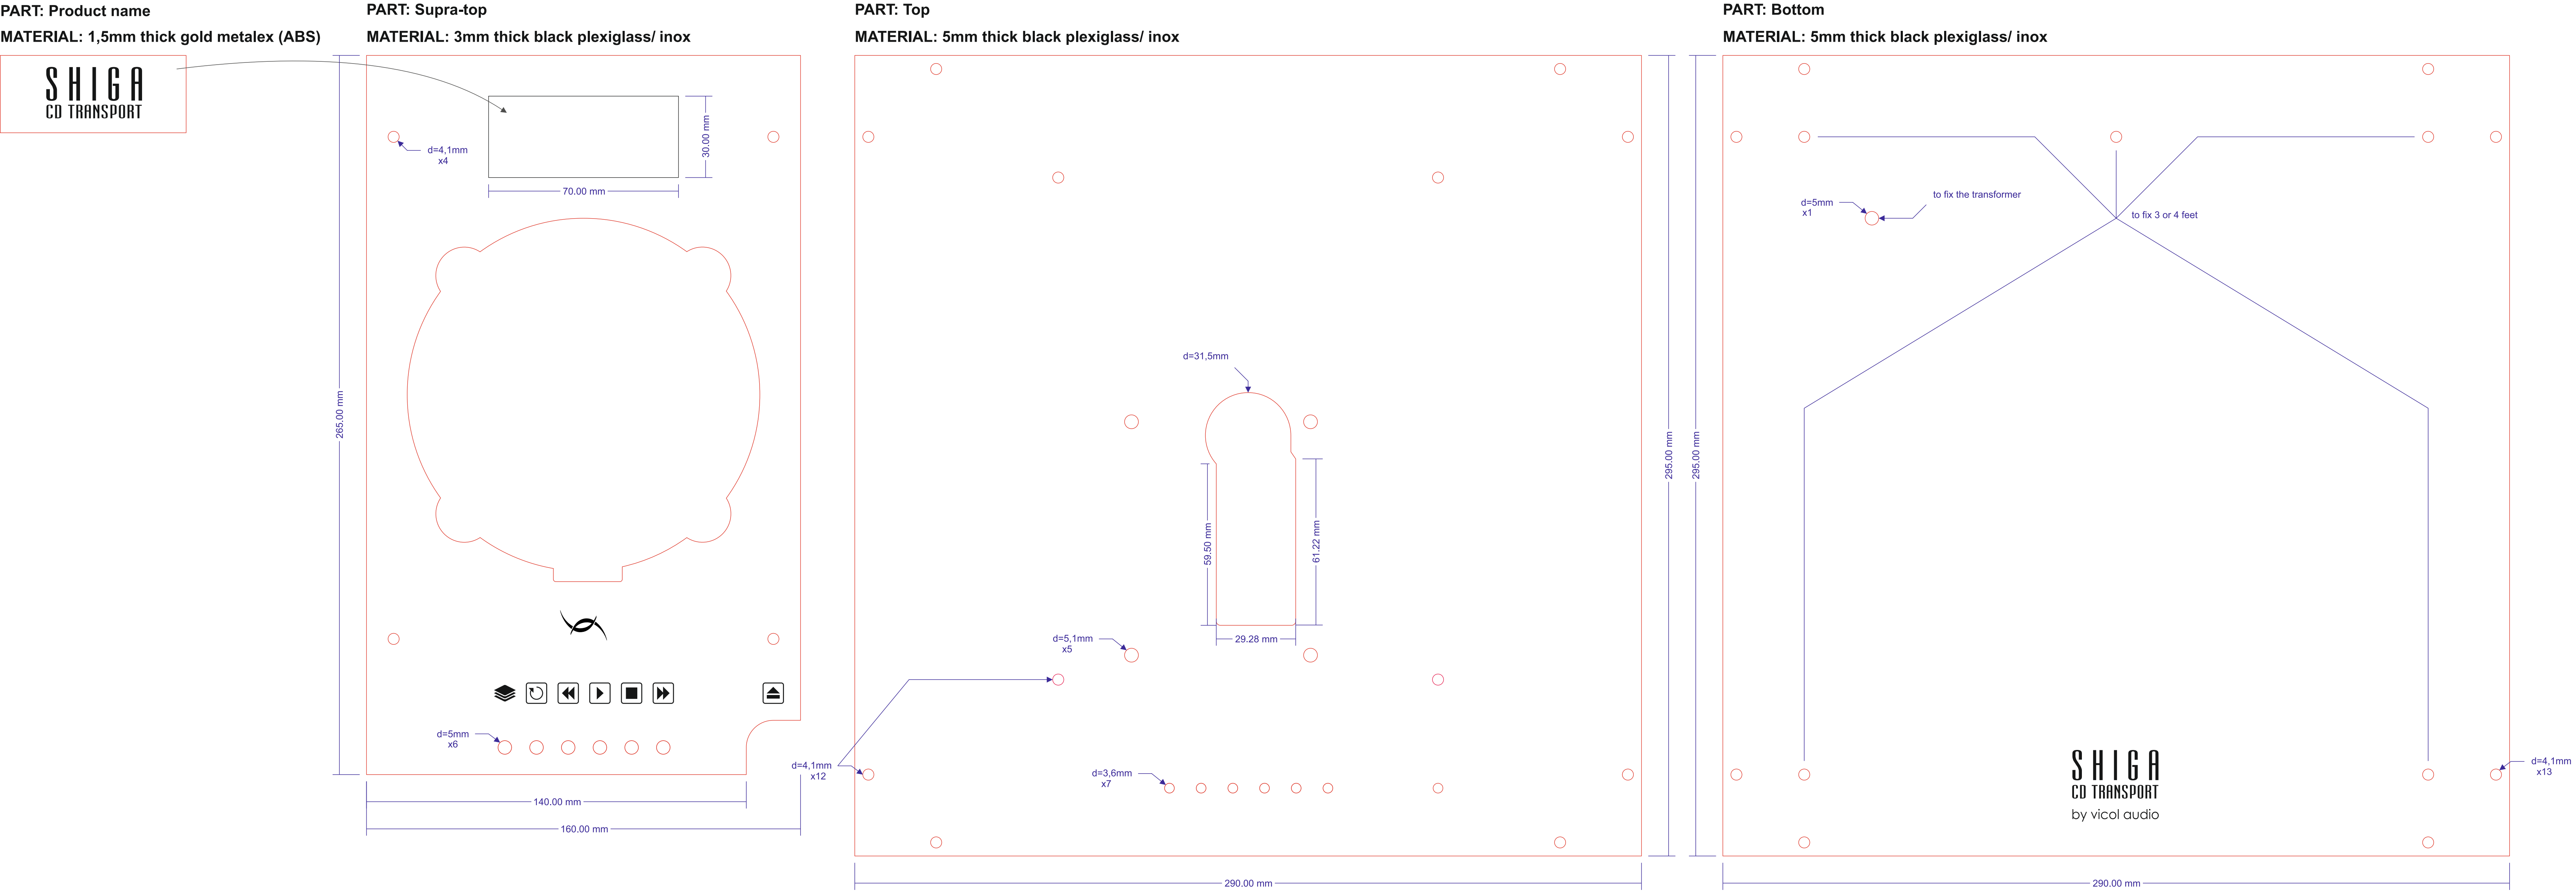 PART: Product name
MATERIAL: 1,5mm thick gold metalex (ABS)
SHIGA
CD TRANSPORT
PART: Supra-top
MATERIAL: 3mm thick black plexiglass/ inox
d=4,1mm
x4
30.00 mm
70.00 mm
265.00 mm
d=5mm
x6
140.00 mm
160.00 mm
PART: Top
MATERIAL: 5mm thick black plexiglass/ inox
d=31,5mm
59.50 mm
61.22 mm
29.28 mm
d=5,1mm
x5
d=4,1mm
x12
d=3,6mm
x7
295.00 mm
290.00 mm
PART: Bottom
MATERIAL: 5mm thick black plexiglass/ inox
295.00 mm
d=5mm
x1
to fix the transformer
to fix 3 or 4 feet
SHIGA
CD TRANSPORT
by vicol audio
d=4,1mm
x13
290.00 mm